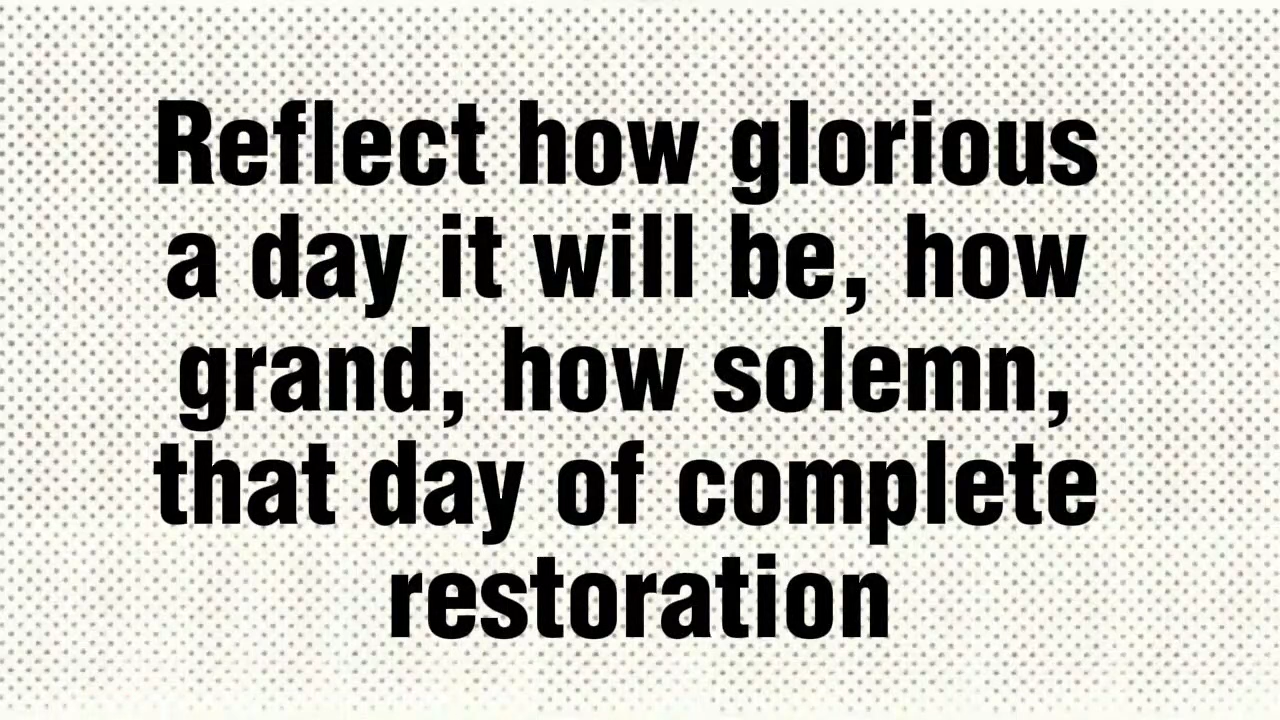 Reflect how glorious
a day it will be, how
grand, how solemn,
that day of complete
restoration